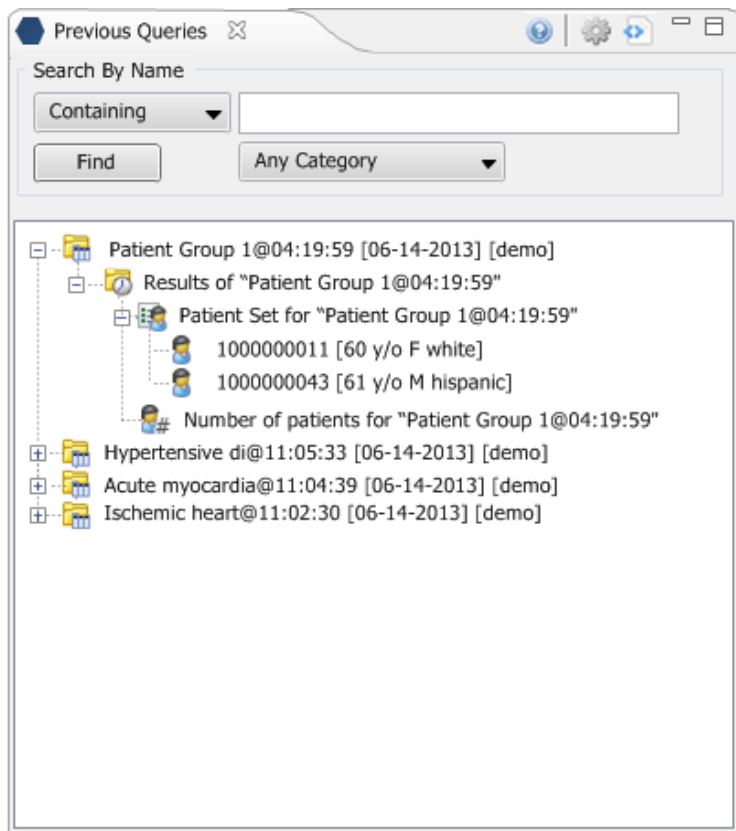 Previous Queries
Search By Name
Containing
Find Any Category
Patient Group 1@04:19:59 [06-14-2013] [demo]
Results of “Patient Group 1@04:19:59"
Patient Set for “Patient Group 1@04:19:59"
1000000011 [60 y/o F white]
1000000043 [61 y/o M hispanic]
Number of patients for “Patient Group 1@04:19:59"
Hypertensive di@11:05:33 [06-14-2013] [demo]
Acute myocardia@11:04:39 [06-14-2013] [demo]
Ischemic heart@11:02:30 [06-14-2013] [demo]